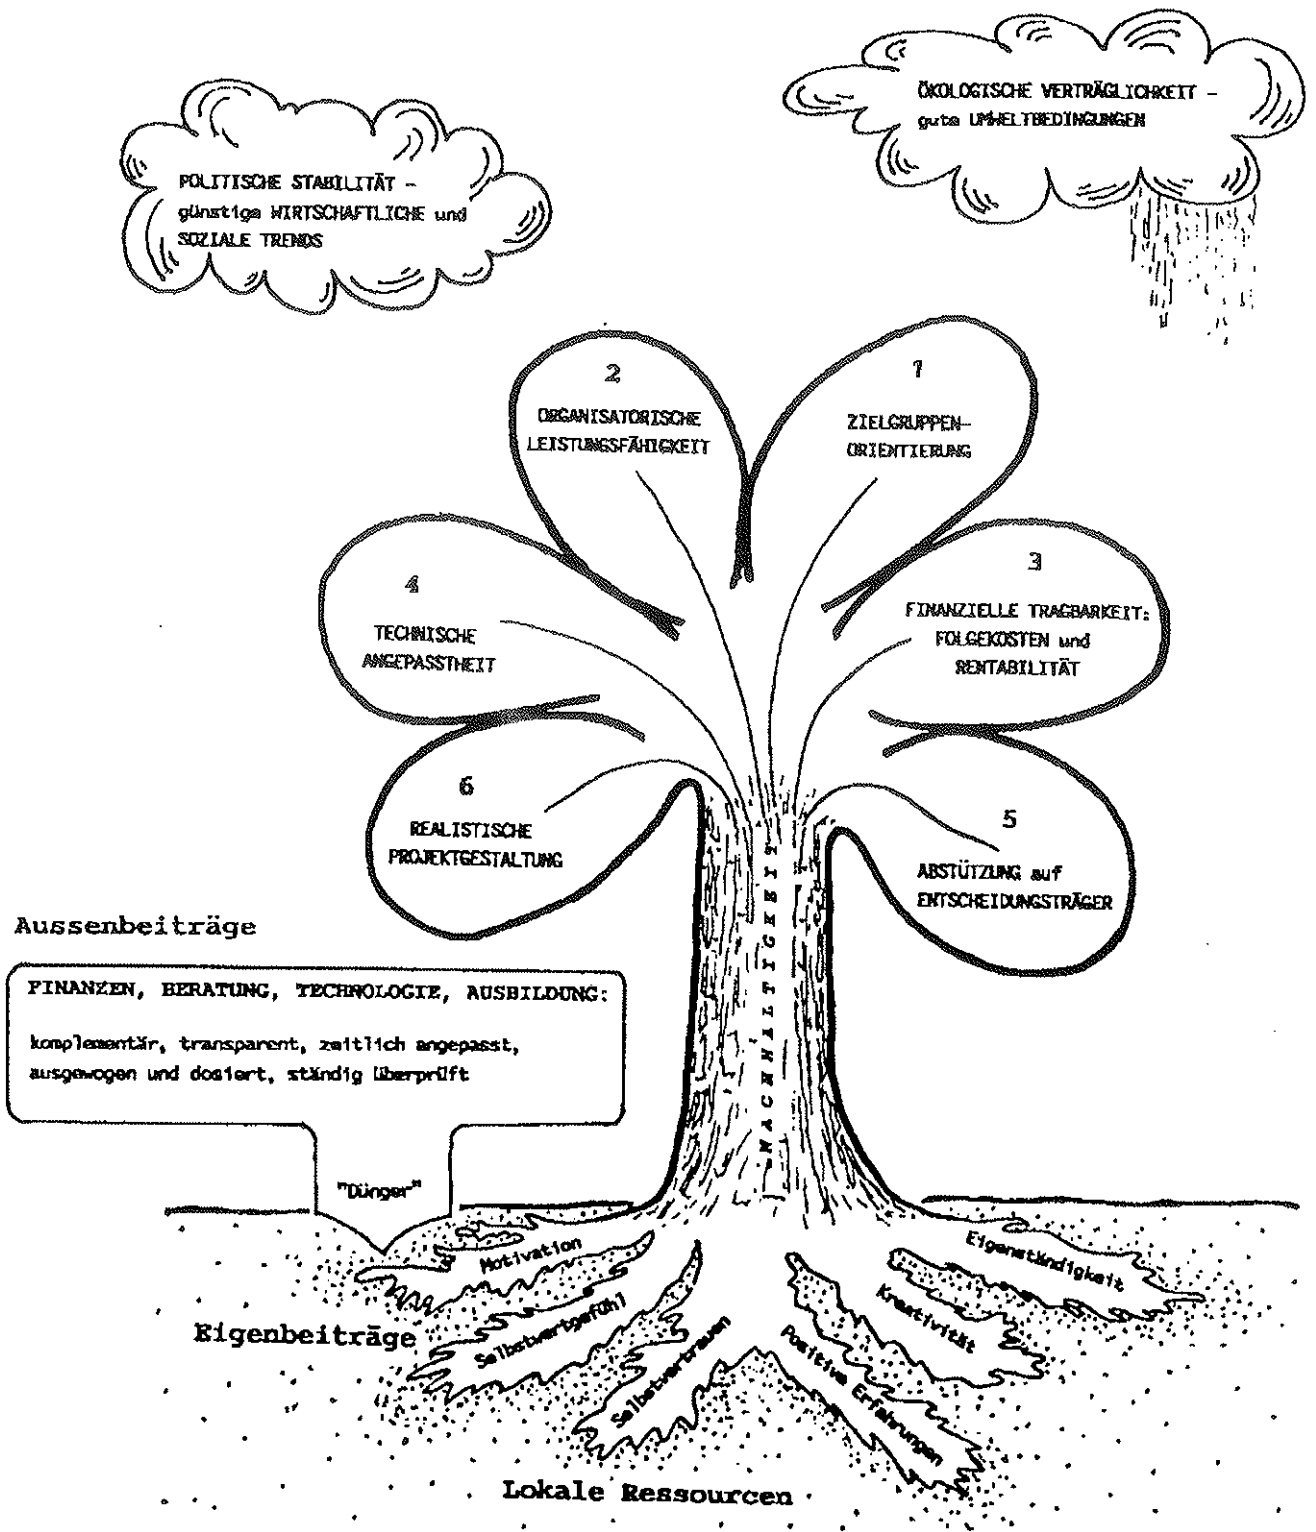 ÖKOLOGISCHE VERTRÄGLICHKEIT –
gute UMWELTBEDINGUNGEN
POLITISCHE STABILITÄT –
günstige WIRTSCHAFTLICHE und
SOZIALE TRENDS
2
ORGANISATORISCHE
LEISTUNGSFÄHIGKEIT
1
ZIELGRUPPEN-
ORIENTIERUNG
4
TECHNISCHE
ANGEPASSTHEIT
3
FINANZIELLE TRAGBARKEIT:
FOLGEKOSTEN und
RENTABILITÄT
6
REALISTISCHE
PROJEKTGESTALTUNG
5
ABSTÜTZUNG auf
ENTSCHEIDUNGSTRÄGER
NACHHALTIGKEIT
Aussenbeiträge
FINANZEN, BERATUNG, TECHNOLOGIE, AUSBILDUNG:
komplementär, transparent, zeitlich angepasst,
ausgewogen und dosiert, ständig überprüft
"Dünger"
Motivation
Eigenständigkeit
Eigenbeiträge
Selbstwertgefühl
Kreativität
Selbstvertrauen
Positive Erfahrungen
Lokale Ressourcen